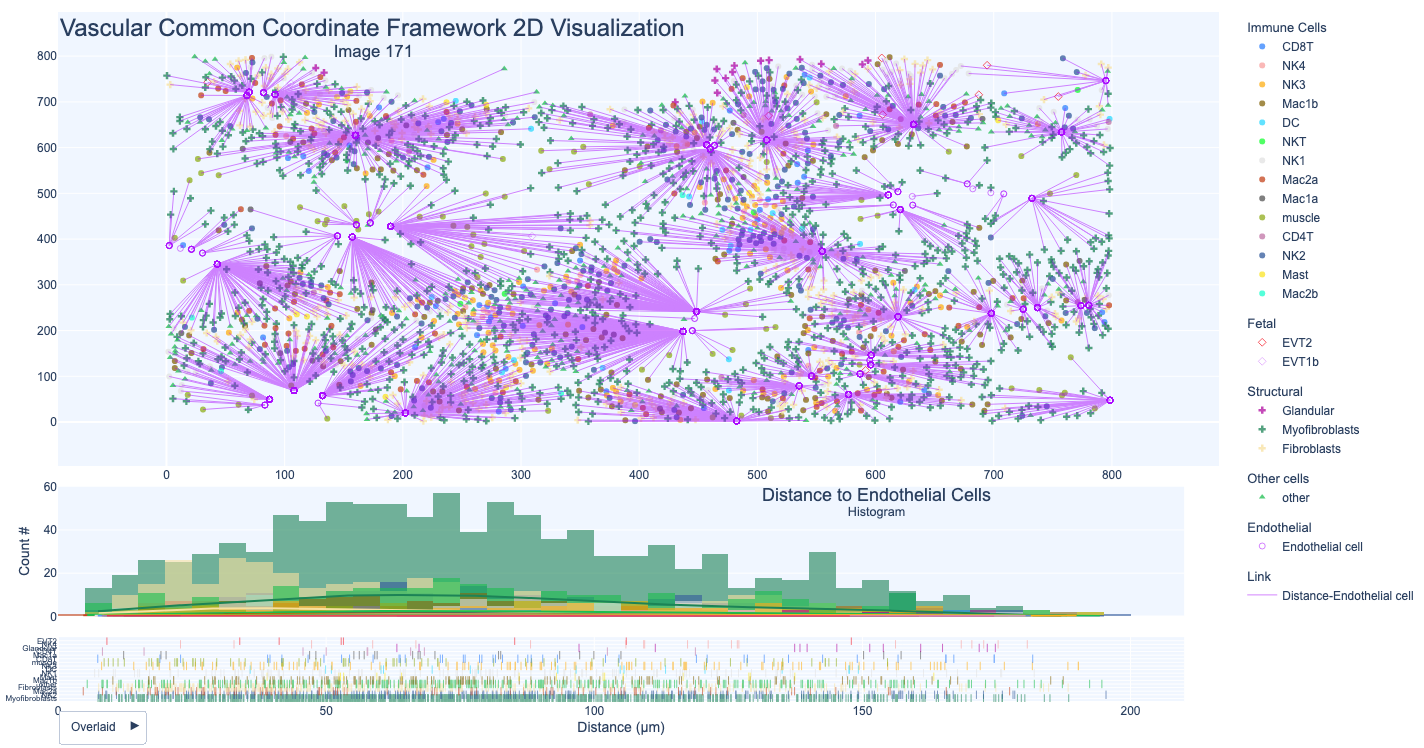 Vascular Common Coordinate Framework 2D Visualization
Image 171
800
700
600
500
400
300
200
100
0
0 100 200 300 400 500 600 700 800
Immune Cells
CD8T
NK4
NK3
Mac1b
DC
NKT
NK1
Mac2a
Mac1a
muscle
CD4T
NK2
Mast
Mac2b
Fetal
EVT2
EVT1b
Structural
Glandular
Myofibroblasts
Fibroblasts
Other cells
other
Endothelial
Endothelial cell
Link
Distance-Endothelial cell
Distance to Endothelial Cells
Histogram
Count #
60
40
20
0
EVT2
Glandular
muscle
Fibroblasts
Myofibroblasts
0 50 100 150 200
Distance (μm)
Overlaid ▶